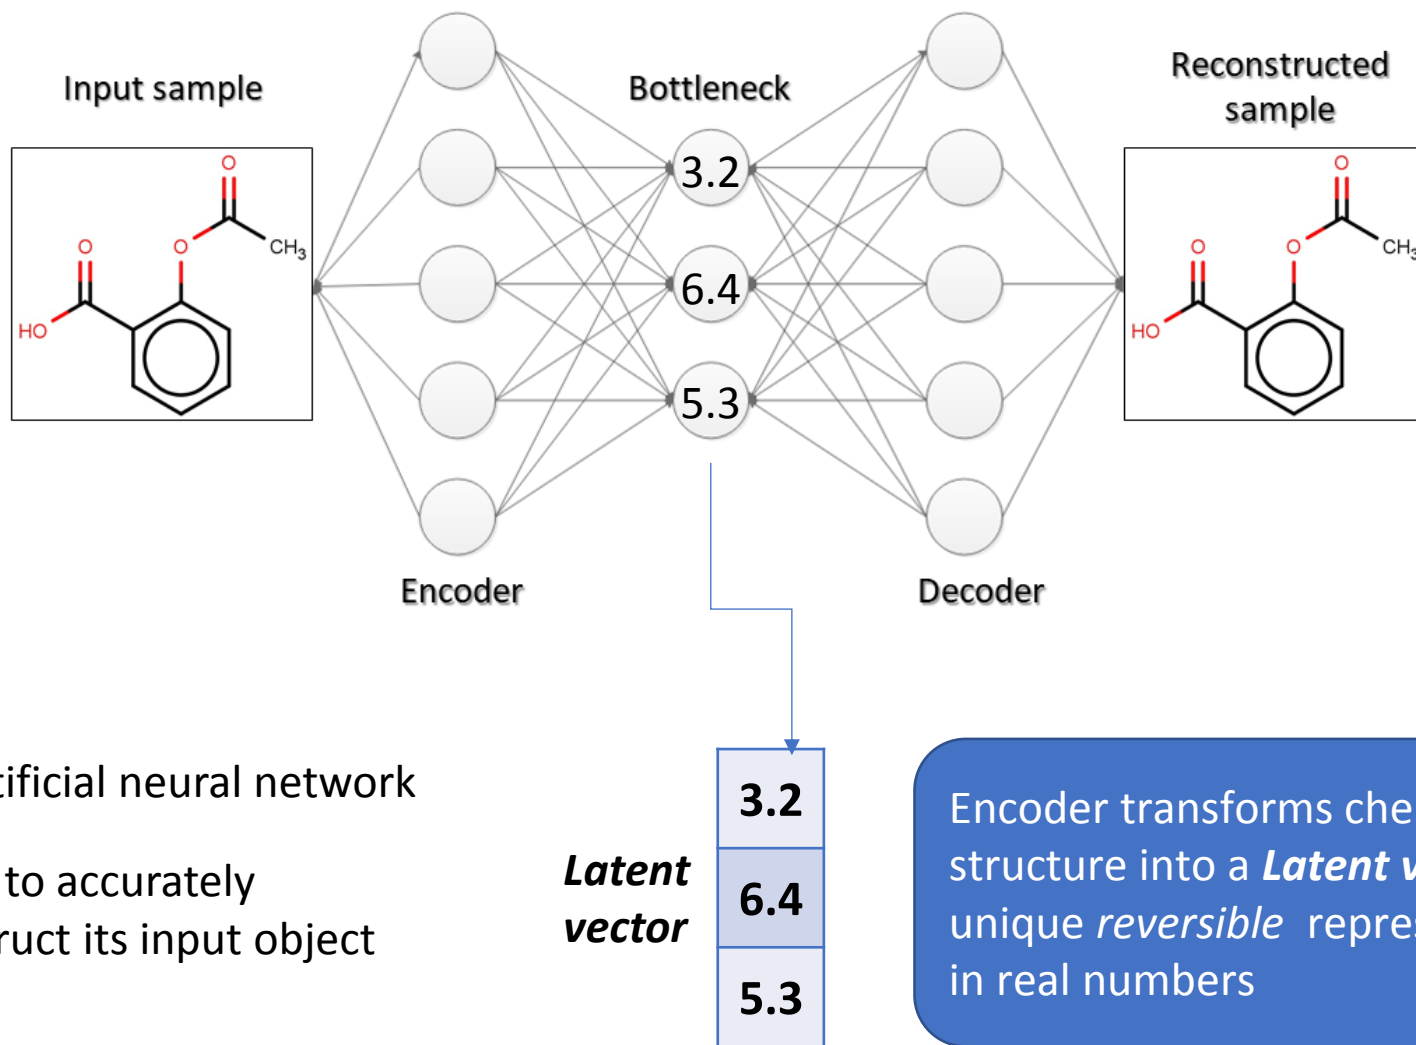 Input sample
Bottleneck
Reconstructed
sample
O
O
O
CH3
HO
3.2
6.4
5.3
O
O
O
CH3
HO
Encoder
Decoder
tificial neural network
to accurately
ruct its input object
Latent
vector
3.2
6.4
5.3
Encoder transforms che
structure into a Latent v
unique reversible repres
in real numbers